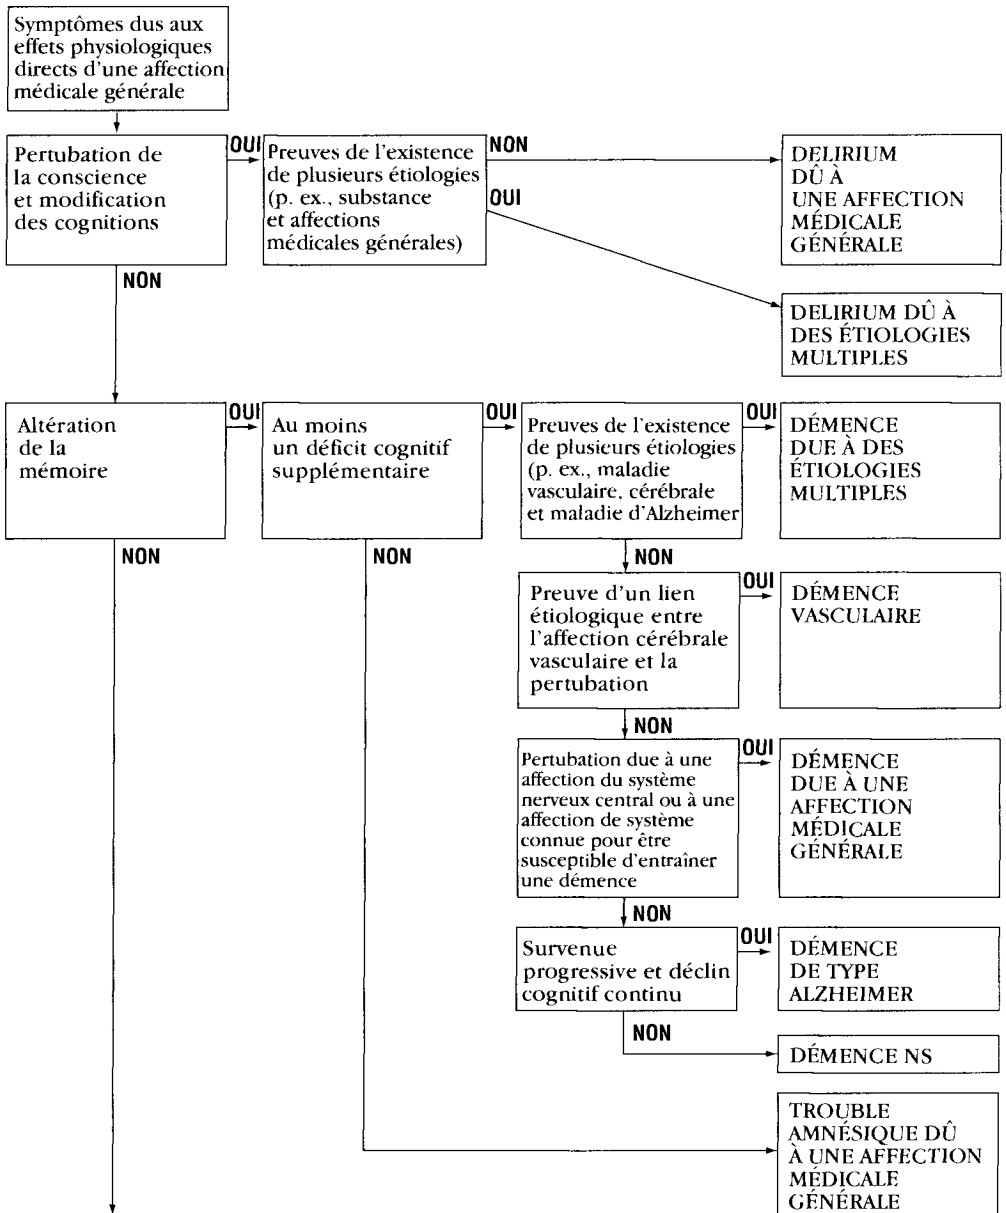 Symptômes dus aux
effets physiologiques
directs d'une affection
médicale générale
Pertubation de
la conscience
et modification
des cognitions
OUI
Preuves de l'existence
de plusieurs étiologies
(p. ex., substance
et affections
médicales générales)
NON
OUI
DELIRIUM
DÛ À
UNE AFFECTION
MÉDICALE
GÉNÉRALE
NON
DELIRIUM DÛ À
DES ÉTIOLOGIES
MULTIPLES
Altération
de la
mémoire
OUI
Au moins
un déficit cognitif
supplémentaire
OUI
Preuves de l'existence
de plusieurs étiologies
(p. ex., maladie
vasculaire, cérébrale
et maladie d'Alzheimer)
OUI
DÉMENCE
DUE À DES
ÉTIOLOGIES
MULTIPLES
NON
NON
NON
Preuve d'un lien
étiologique entre
l'affection cérébrale
vasculaire et la
pertubation
OUI
DÉMENCE
VASCULAIRE
NON
Pertubation due à une
affection du système
nerveux central ou à une
affection de système
connue pour être
susceptible d'entraîner
une démence
OUI
DÉMENCE
DUE À UNE
AFFECTION
MÉDICALE
GÉNÉRALE
NON
Survenue
progressive et déclin
cognitif continu
OUI
DÉMENCE
DE TYPE
ALZHEIMER
NON
DÉMENCE NS
TROUBLE
AMNÉSIQUE DÛ
À UNE AFFECTION
MÉDICALE
GÉNÉRALE